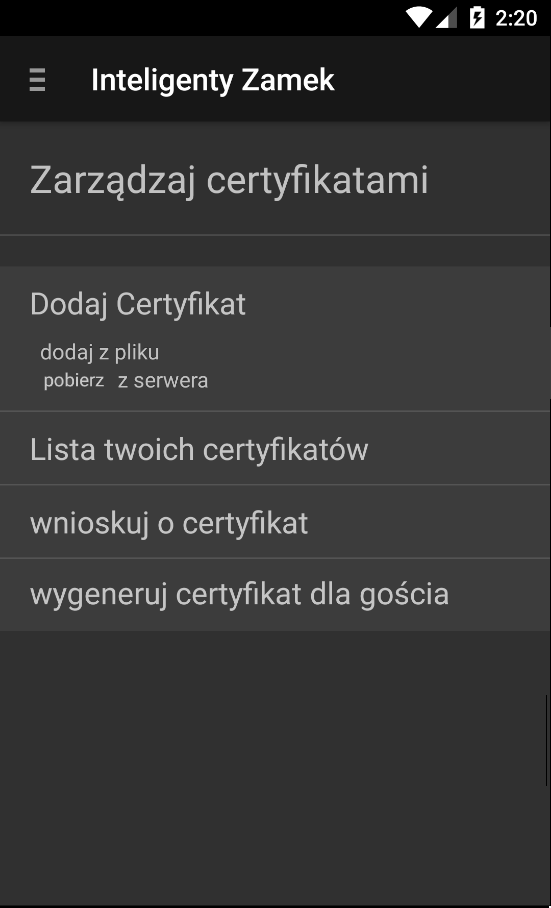 2:20
Inteligenty Zamek
Zarządzaj certyfikatami
Dodaj Certyfikat
dodaj z pliku
pobierz z serwera
Lista twoich certyfikatów
wnioskuj o certyfikat
wygeneruj certyfikat dla gościa